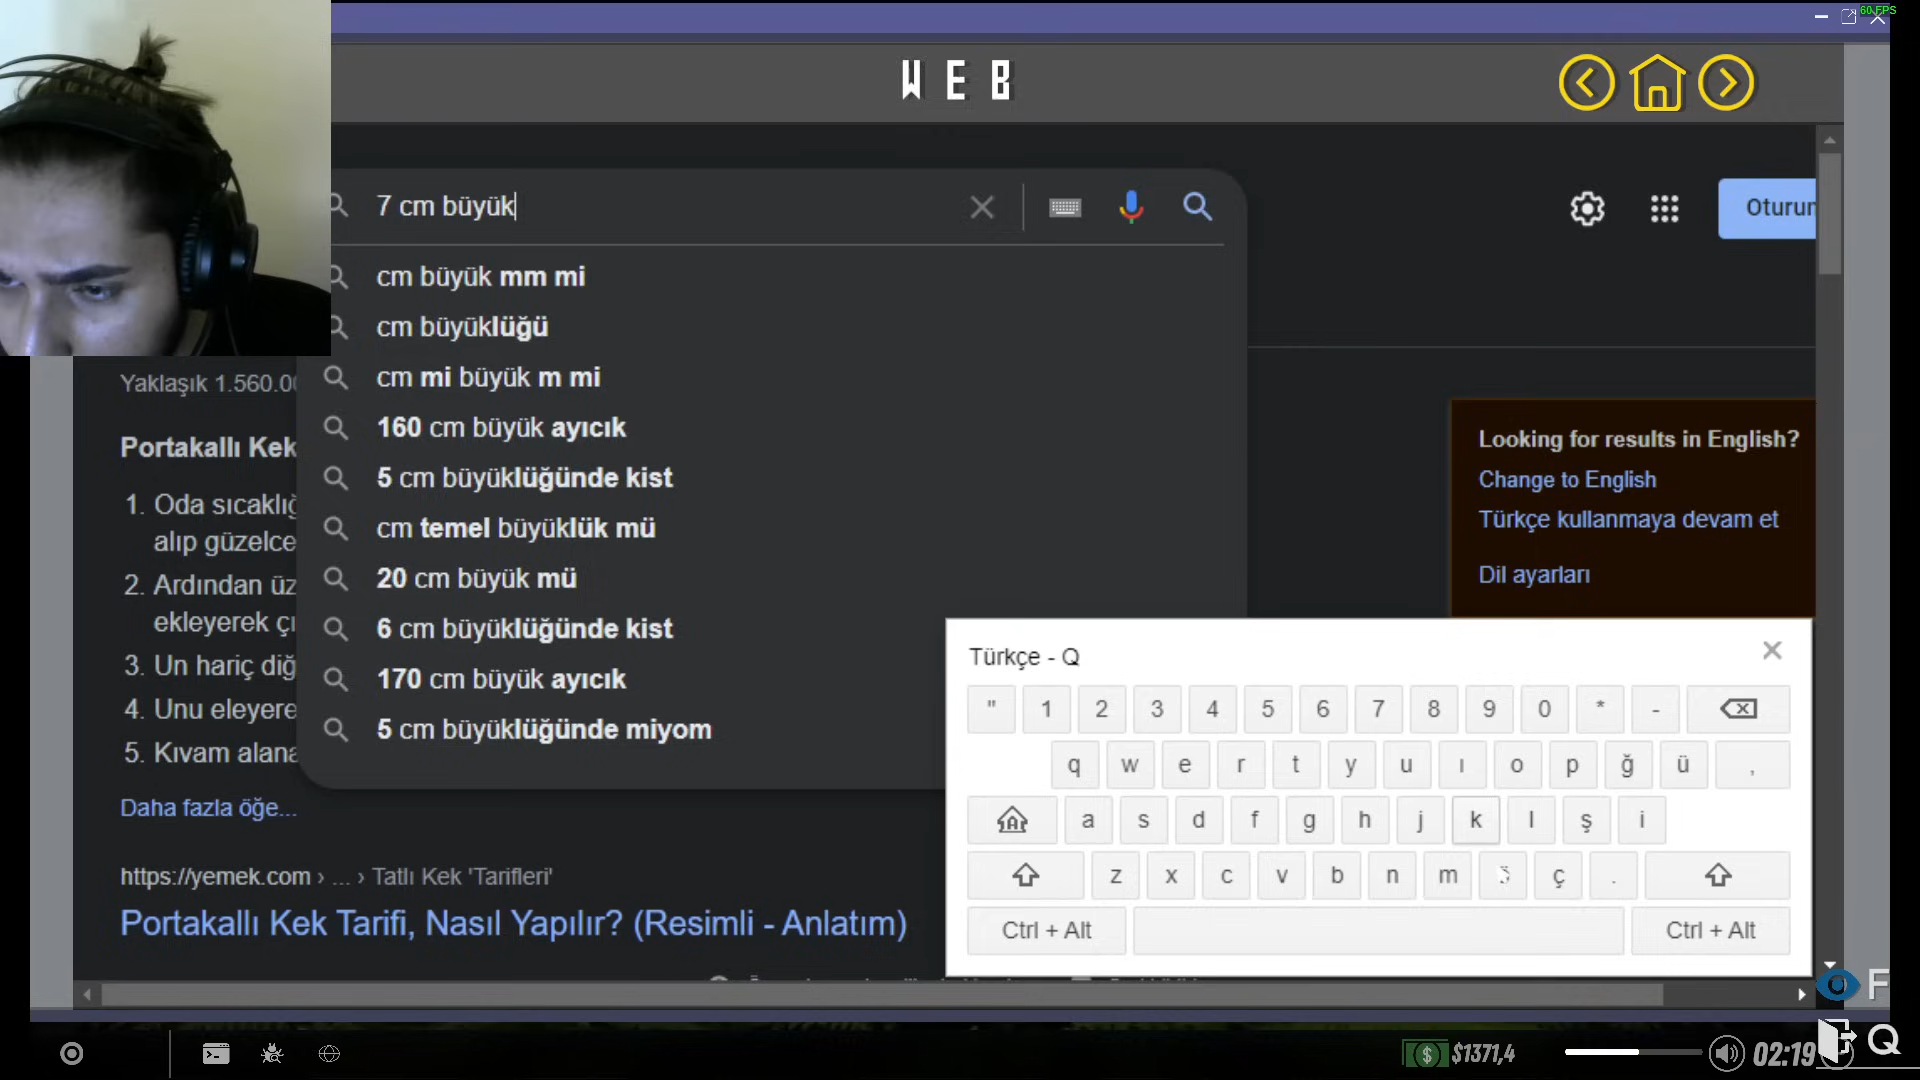 60 FPS
WEB
7 cm büyük
Oturun
cm büyük mm mi
cm büyüklüğü
cm mi büyük m mi
160 cm büyük ayıcık
5 cm büyüklüğünde kist
cm temel büyüklük mü
20 cm büyük mü
6 cm büyüklüğünde kist
170 cm büyük ayıcık
5 cm büyüklüğünde miyom
Yaklaşık 1.560.00
Portakallı Kek
1. Oda sıcaklığ
alıp güzelce
2. Ardından üz
ekleyerek çı
3. Un hariç diğ
4. Unu eleyere
5. Kıvam alana
Daha fazla öğe...
https://yemek.com › ... › Tatlı Kek 'Tarifleri'
Portakallı Kek Tarifi, Nasıl Yapılır? (Resimli - Anlatım)
Looking for results in English?
Change to English
Türkçe kullanmaya devam et
Dil ayarları
Türkçe - Q
" 1 2 3 4 5 6 7 8 9 0 * -
q w e r t y u ı o p ğ ü ,
a s d f g h j k l ş i
z x c v b n m ö ç .
Ctrl + Alt
Ctrl + Alt
F
$1371,4
02:19
Q